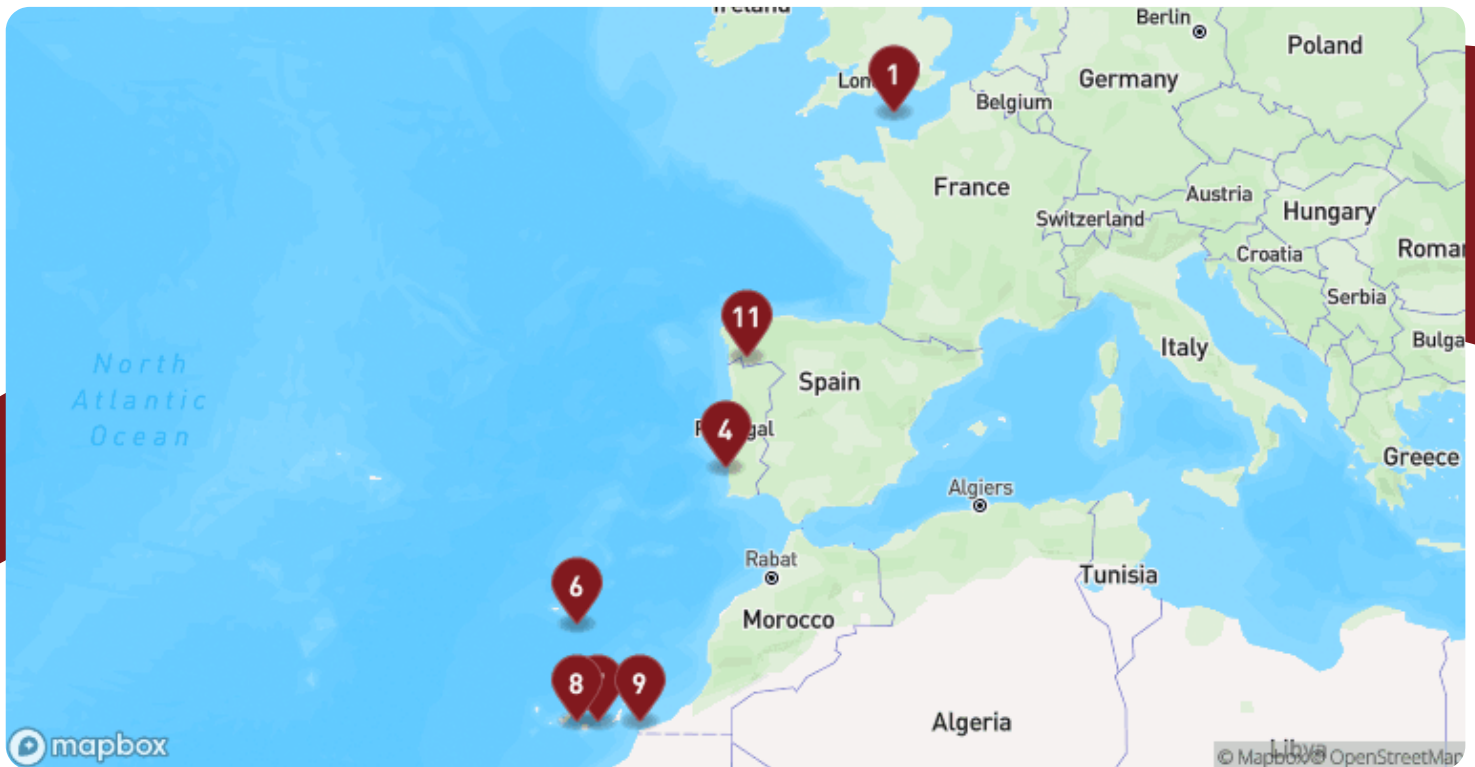 Ireland
Berlin
Poland
1
Lon
Germany
Belgium
France
Austria
Switzerland
Hungary
Croatia
Roma
Serbia
11
Italy
Bulga
North
Atlantic
Ocean
Spain
4
gal
Greece
Algiers
Rabat
6
Tunisia
Morocco
8
9
Algeria
mapbox
Libya
© Mapbox © OpenStreetMap